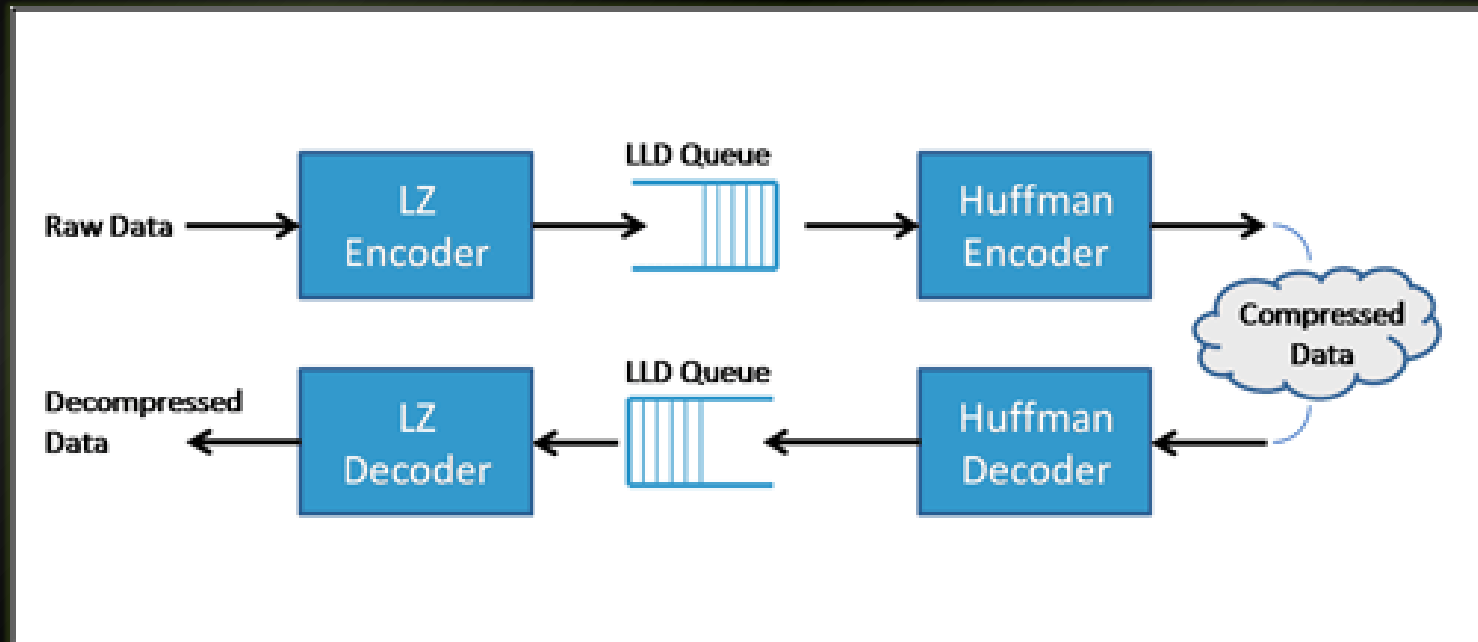 LLD Queue
Raw Data
LZ
Encoder
Huffman
Encoder
Compressed
Data
LLD Queue
Decompressed
Data
LZ
Decoder
Huffman
Decoder